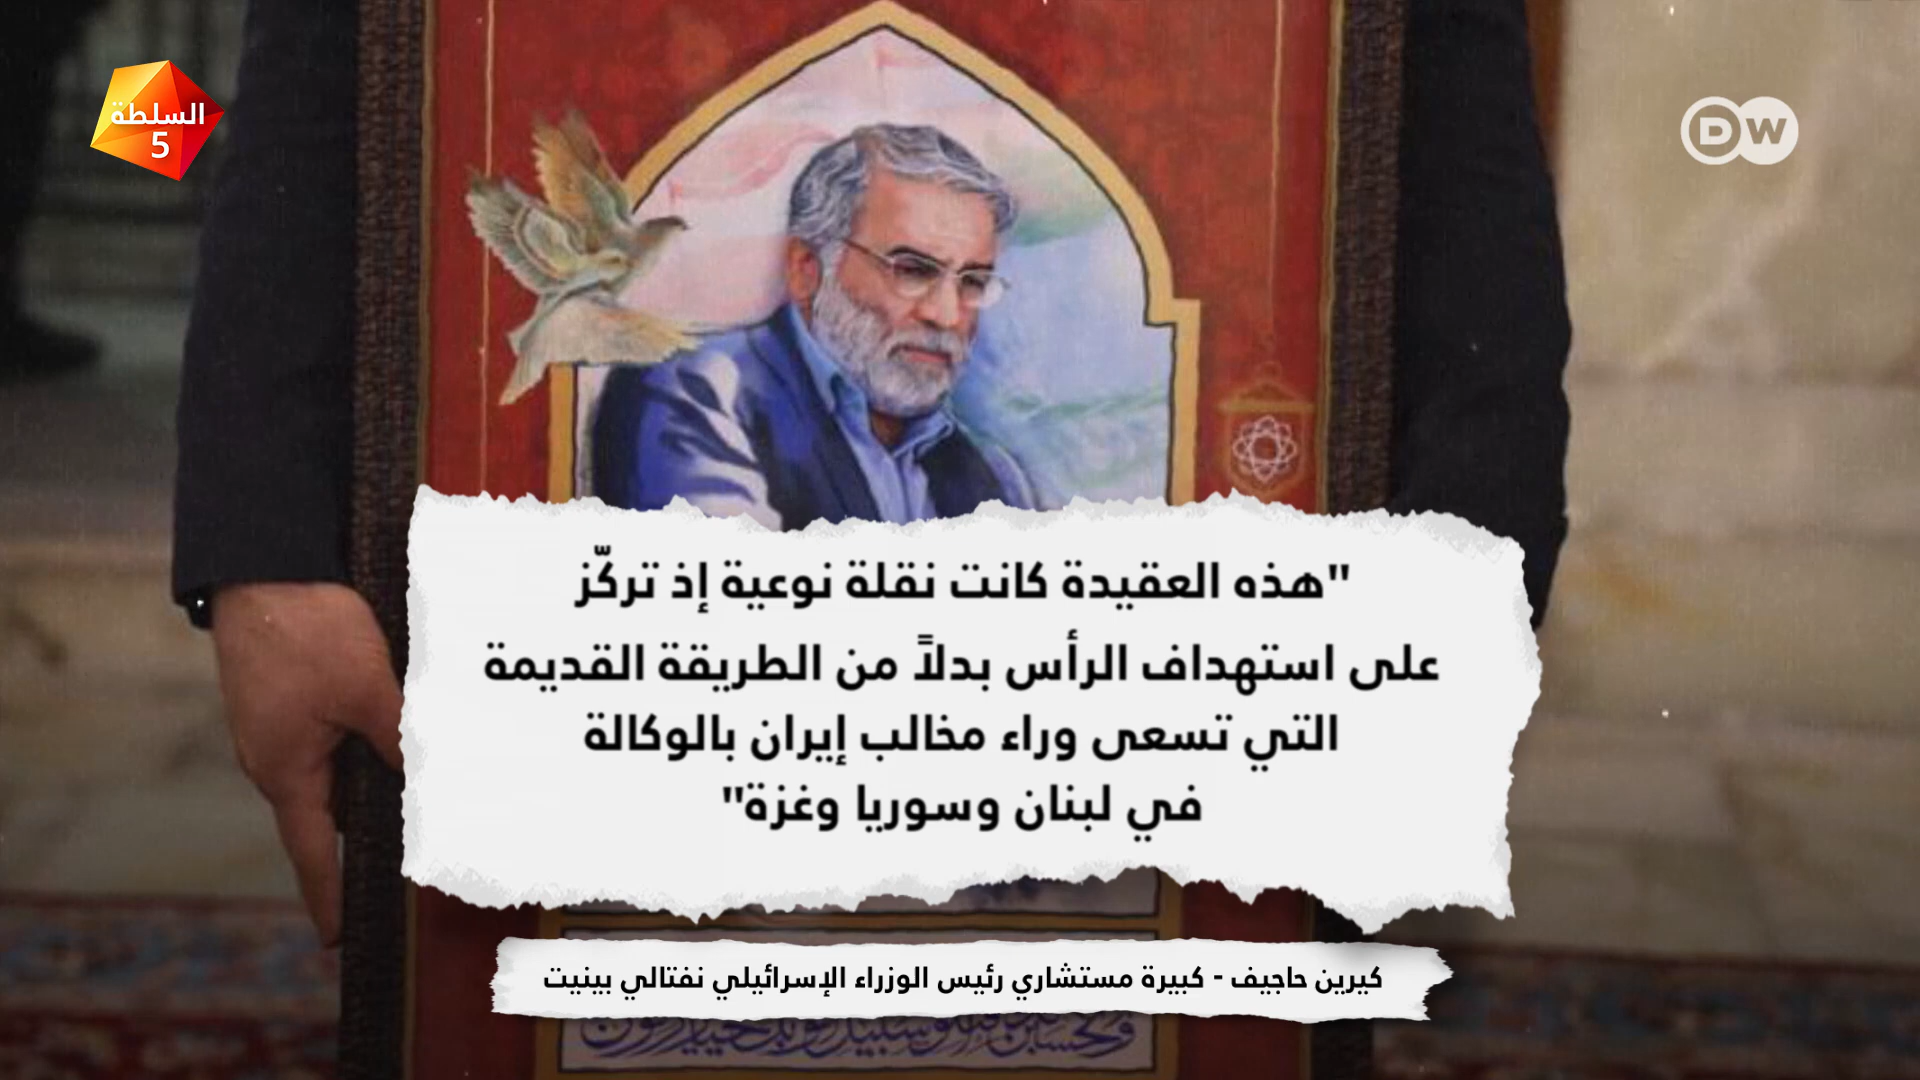 السلطة
5
DW
"هذه العقيدة كانت نقلة نوعية إذ تركّز
على استهداف الرأس بدلاً من الطريقة القديمة
التي تسعى وراء مخالب إيران بالوكالة
في لبنان وسوريا وغزة"
كيرين حاجيف - كبيرة مستشاري رئيس الوزراء الإسرائيلي نفتالي بينيت